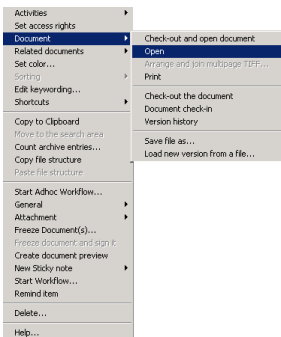 Activities
Set access rights
Document
Related documents
Set color...
Sorting
Edit keywording...
Shortcuts
Copy to Clipboard
Move to the search area
Count archive entries...
Copy file structure
Paste file structure
Start Adhoc Workflow...
General
Attachment
Freeze Document(s)...
Freeze document and sign it
Create document preview
New Sticky note
Start Workflow...
Remind item
Delete...
Help...
Check-out and open document
Open
Arrange and join multipage TIFF...
Print
Check-out the document
Document check-in
Version history
Save file as...
Load new version from a file...